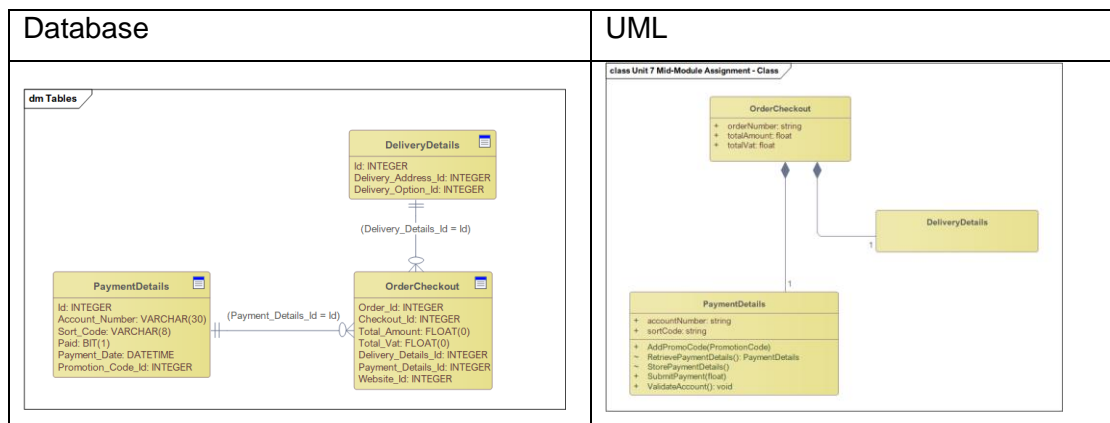 Database
UML
dm Tables
DeliveryDetails
Id: INTEGER
Delivery_Address_Id: INTEGER
Delivery_Option_Id: INTEGER
(Delivery_Details_Id = Id)
PaymentDetails
Id: INTEGER
Account_Number: VARCHAR(30)
Sort_Code: VARCHAR(8)
Paid: BIT(1)
Payment_Date: DATETIME
Promotion_Code_Id: INTEGER
(Payment_Details_Id = Id)
OrderCheckout
Order_Id: INTEGER
Checkout_Id: INTEGER
Total_Amount: FLOAT(0)
Total_Vat: FLOAT(0)
Delivery_Details_Id: INTEGER
Payment_Details_Id: INTEGER
Website_Id: INTEGER
class Unit 7 Mid-Module Assignment - Class
OrderCheckout
+ orderNumber: string
+ totalAmount: float
+ totalVat: float
DeliveryDetails
1
1
PaymentDetails
+ accountNumber: string
+ sortCode: string
+ AddPromoCode(PromotionCode)
~ RetrievePaymentDetails(): PaymentDetails
~ StorePaymentDetails()
+ SubmitPayment(float)
+ ValidateAccount(): void